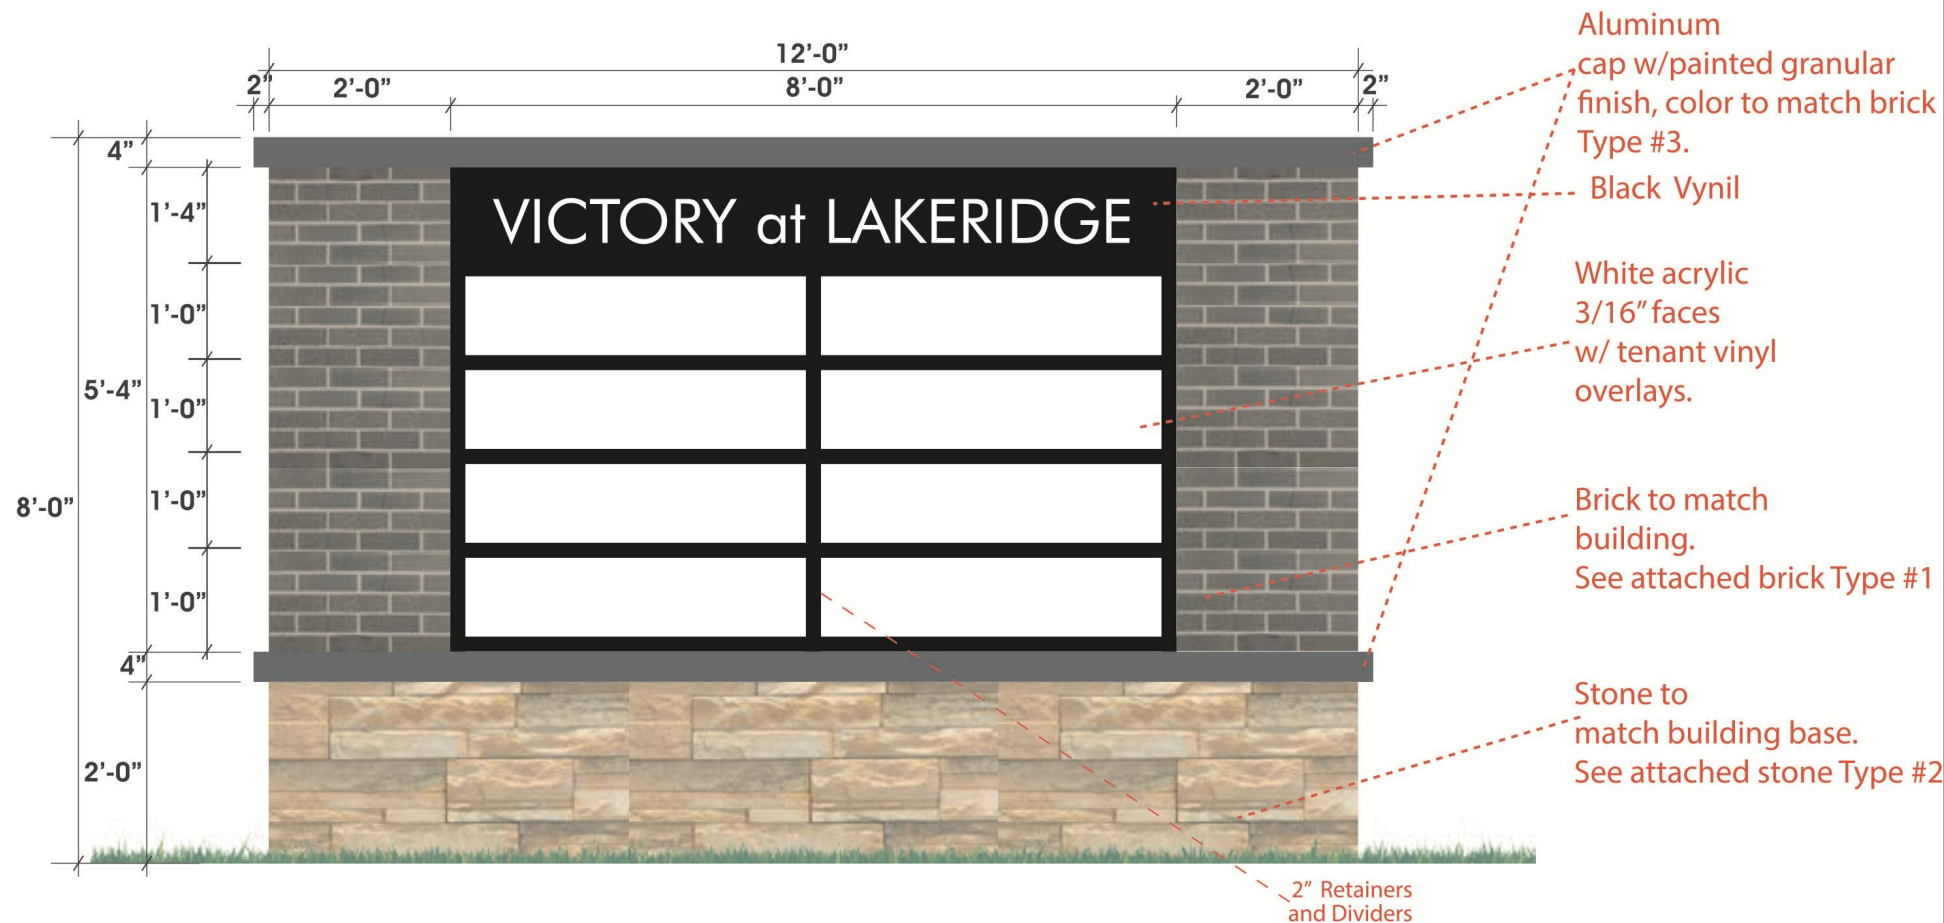 12’-0”
2”
2’-0”
8’-0”
2’-0”
2”
4”
1’-4”
1’-0”
5’-4”
1’-0”
8’-0”
1’-0”
1’-0”
4”
2’-0”
VICTORY at LAKERIDGE
Aluminum
cap w/painted granular
finish, color to match brick
Type #3.
Black Vynil
White acrylic
3/16” faces
w/ tenant vinyl
overlays.
Brick to match
building.
See attached brick Type #1
Stone to
match building base.
See attached stone Type #2
2” Retainers
and Dividers